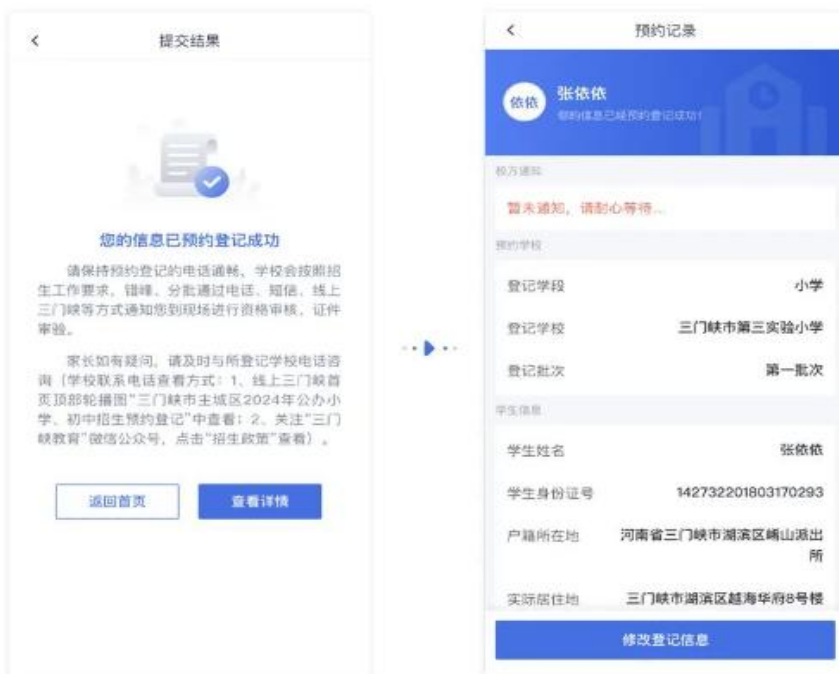 提交结果
您的信息已预约登记成功
请保持预约登记的电话通畅、学校会按照招
生工作要求，错峰、分批通过电话、短信、线上
三门峡等方式通知您到现场进行资格审核、证件
审验。
家长如有疑问，请及时与所登记学校电话咨
询（学校联系电话查看方式：1、线上三门峡首
页顶部轮播图“三门峡市主城区2024年公办小
学、初中招生预约登记”中查看；2、关注“三门
峡教育”微信公众号，点击“招生政策”查看）。
返回首页
查看详情
预约记录
依依
张依依
您的信息已经预约登记成功！
校方通知
暂未通知，请耐心等待...
预约学校
登记学段 小学
登记学校 三门峡市第三实验小学
登记批次 第一批次
学生信息
学生姓名 张依依
学生身份证号 142732201803170293
户籍所在地 河南省三门峡市湖滨区崤山派出
所
实际居住地 三门峡市湖滨区越海华府8号楼
修改登记信息